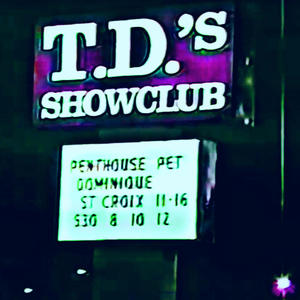 T.D.'S
SHOWCLUB
PENTHOUSE PET
DOMINIQUE
ST CROIX 11-16
530 8 10 12